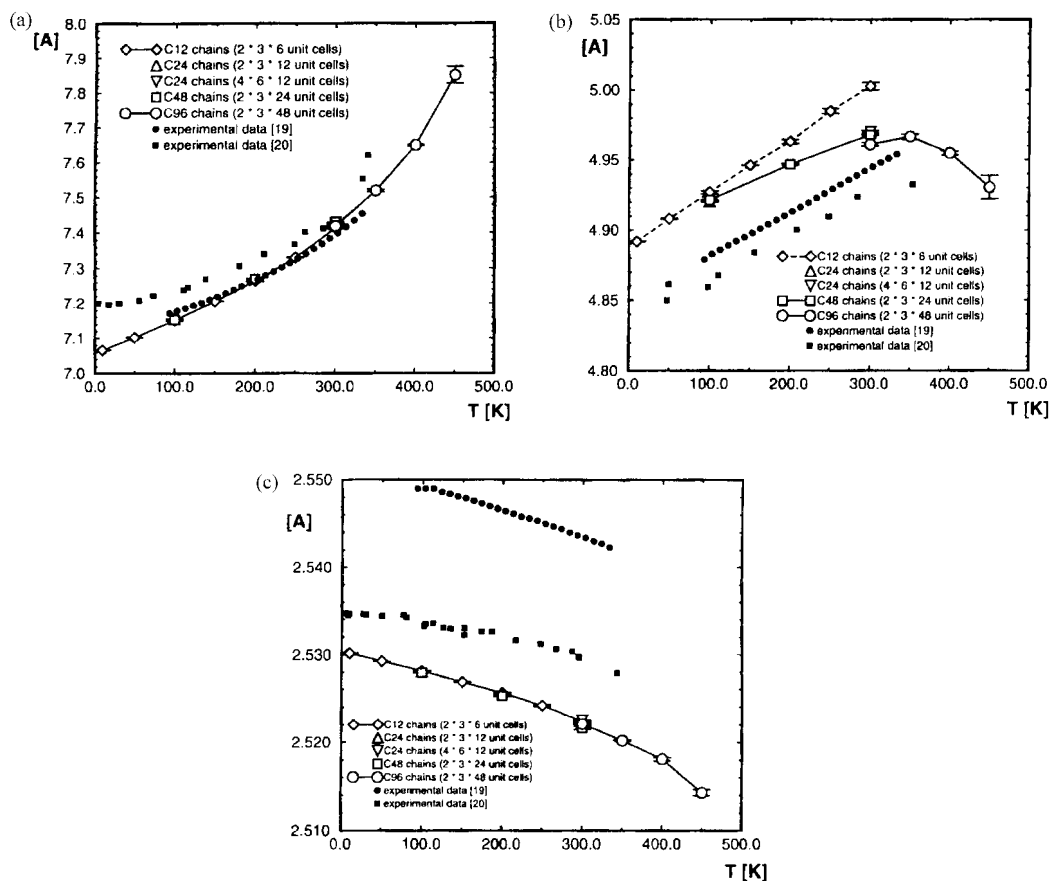 (a)
[A]
8.0
7.9
7.8
7.7
7.6
7.5
7.4
7.3
7.2
7.1
7.0
C12 chains (2 * 3 * 6 unit cells)
C24 chains (2 * 3 * 12 unit cells)
C24 chains (4 * 6 * 12 unit cells)
C48 chains (2 * 3 * 24 unit cells)
C96 chains (2 * 3 * 48 unit cells)
experimental data [19]
experimental data [20]
0.0 100.0 200.0 300.0 400.0 500.0
T [K]
(b)
[A]
5.05
5.00
4.95
4.90
4.85
4.80
C12 chains (2 * 3 * 6 unit cells)
C24 chains (2 * 3 * 12 unit cells)
C24 chains (4 * 6 * 12 unit cells)
C48 chains (2 * 3 * 24 unit cells)
C96 chains (2 * 3 * 48 unit cells)
experimental data [19]
experimental data [20]
0.0 100.0 200.0 300.0 400.0 500.0
T [K]
(c)
[A]
2.550
2.540
2.530
2.520
2.510
C12 chains (2 * 3 * 6 unit cells)
C24 chains (2 * 3 * 12 unit cells)
C24 chains (4 * 6 * 12 unit cells)
C48 chains (2 * 3 * 24 unit cells)
C96 chains (2 * 3 * 48 unit cells)
experimental data [19]
experimental data [20]
0.0 100.0 200.0 300.0 400.0 500.0
T [K]